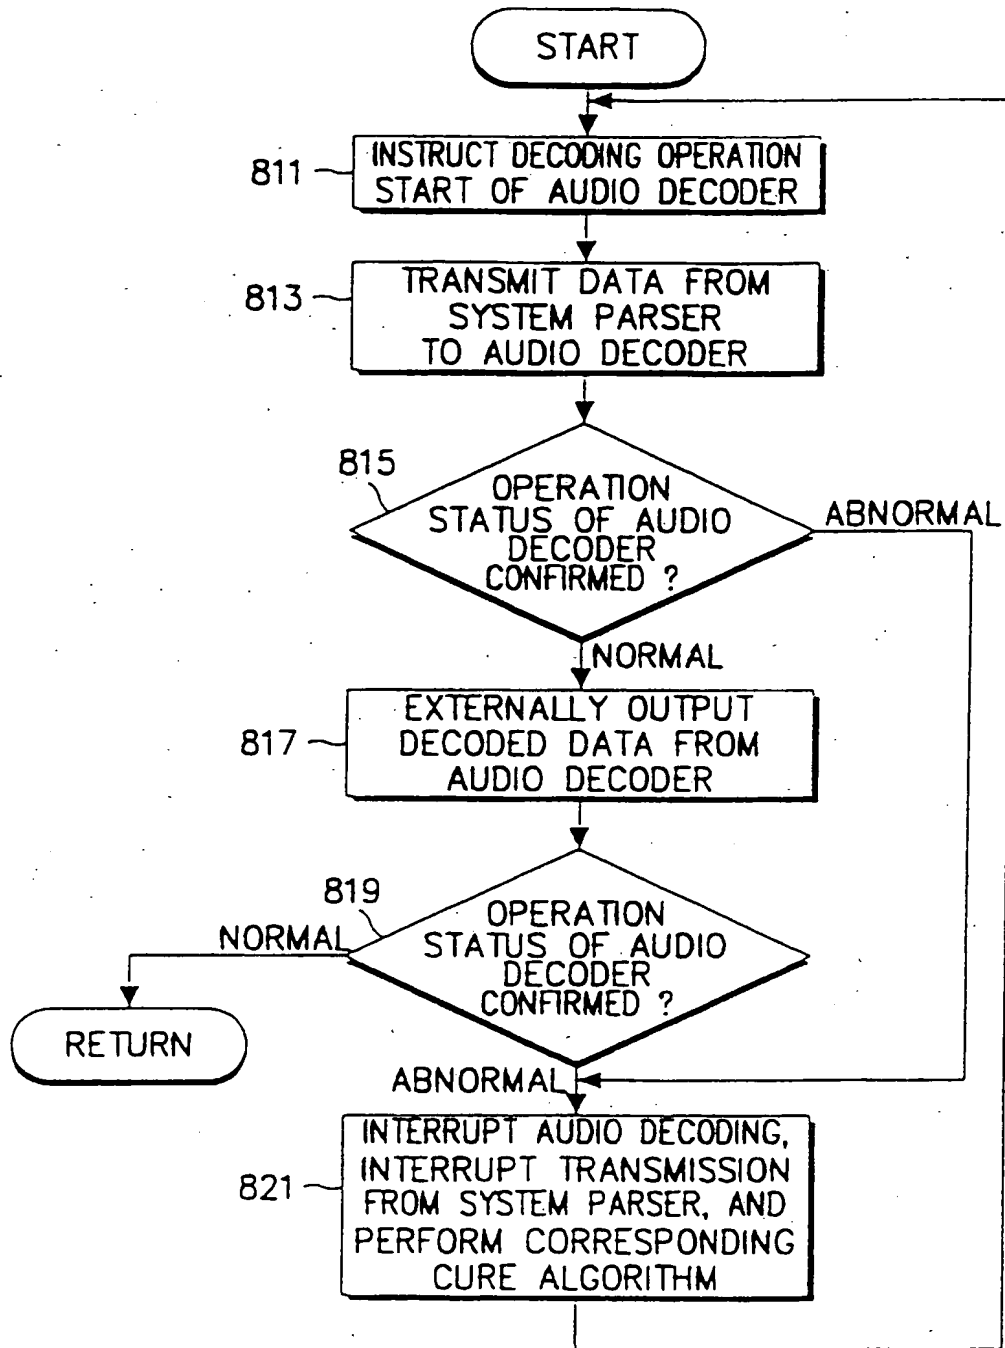 START
811
INSTRUCT DECODING OPERATION
START OF AUDIO DECODER
813
TRANSMIT DATA FROM
SYSTEM PARSER
TO AUDIO DECODER
815
OPERATION
STATUS OF AUDIO
DECODER
CONFIRMED ?
ABNORMAL
NORMAL
817
EXTERNALLY OUTPUT
DECODED DATA FROM
AUDIO DECODER
819
OPERATION
STATUS OF AUDIO
DECODER
CONFIRMED ?
NORMAL
RETURN
ABNORMAL
821
INTERRUPT AUDIO DECODING,
INTERRUPT TRANSMISSION
FROM SYSTEM PARSER, AND
PERFORM CORRESPONDING
CURE ALGORITHM